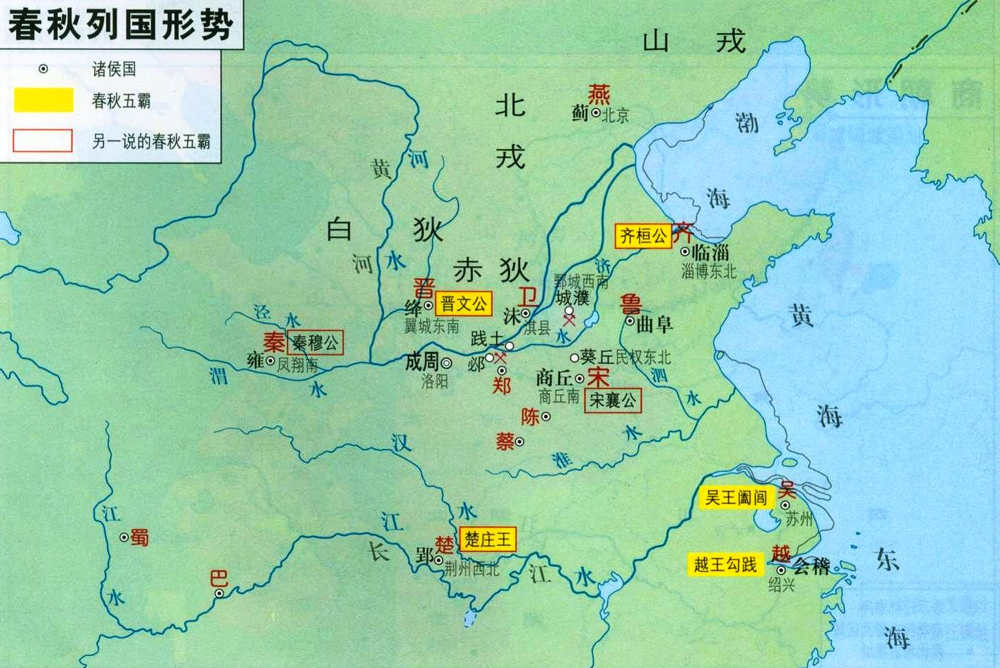 春秋列国形势
诸侯国
春秋五霸
另一说的春秋五霸
山 戎
北戎
燕
蓟 北京
渤海
黄河
河水
白 狄
赤狄
齐桓公 齐
临淄
淄博东北
济水
鄄城西南
城濮
晋
绛 晋文公
翼城东南
卫
沬 淇县
鲁
曲阜
泾水
秦 秦穆公
雍 凤翔南
渭水
践土
邲
成周
洛阳
郑
葵丘 民权东北
商丘 宋
商丘南
宋襄公
泗水
陈
蔡
淮水
黄海
汉水
江水
蜀
巴
长江
江水
楚 楚庄王
郢 荆州西北
吴王阖闾 吴
苏州
越王勾践 越
会稽
绍兴
东海